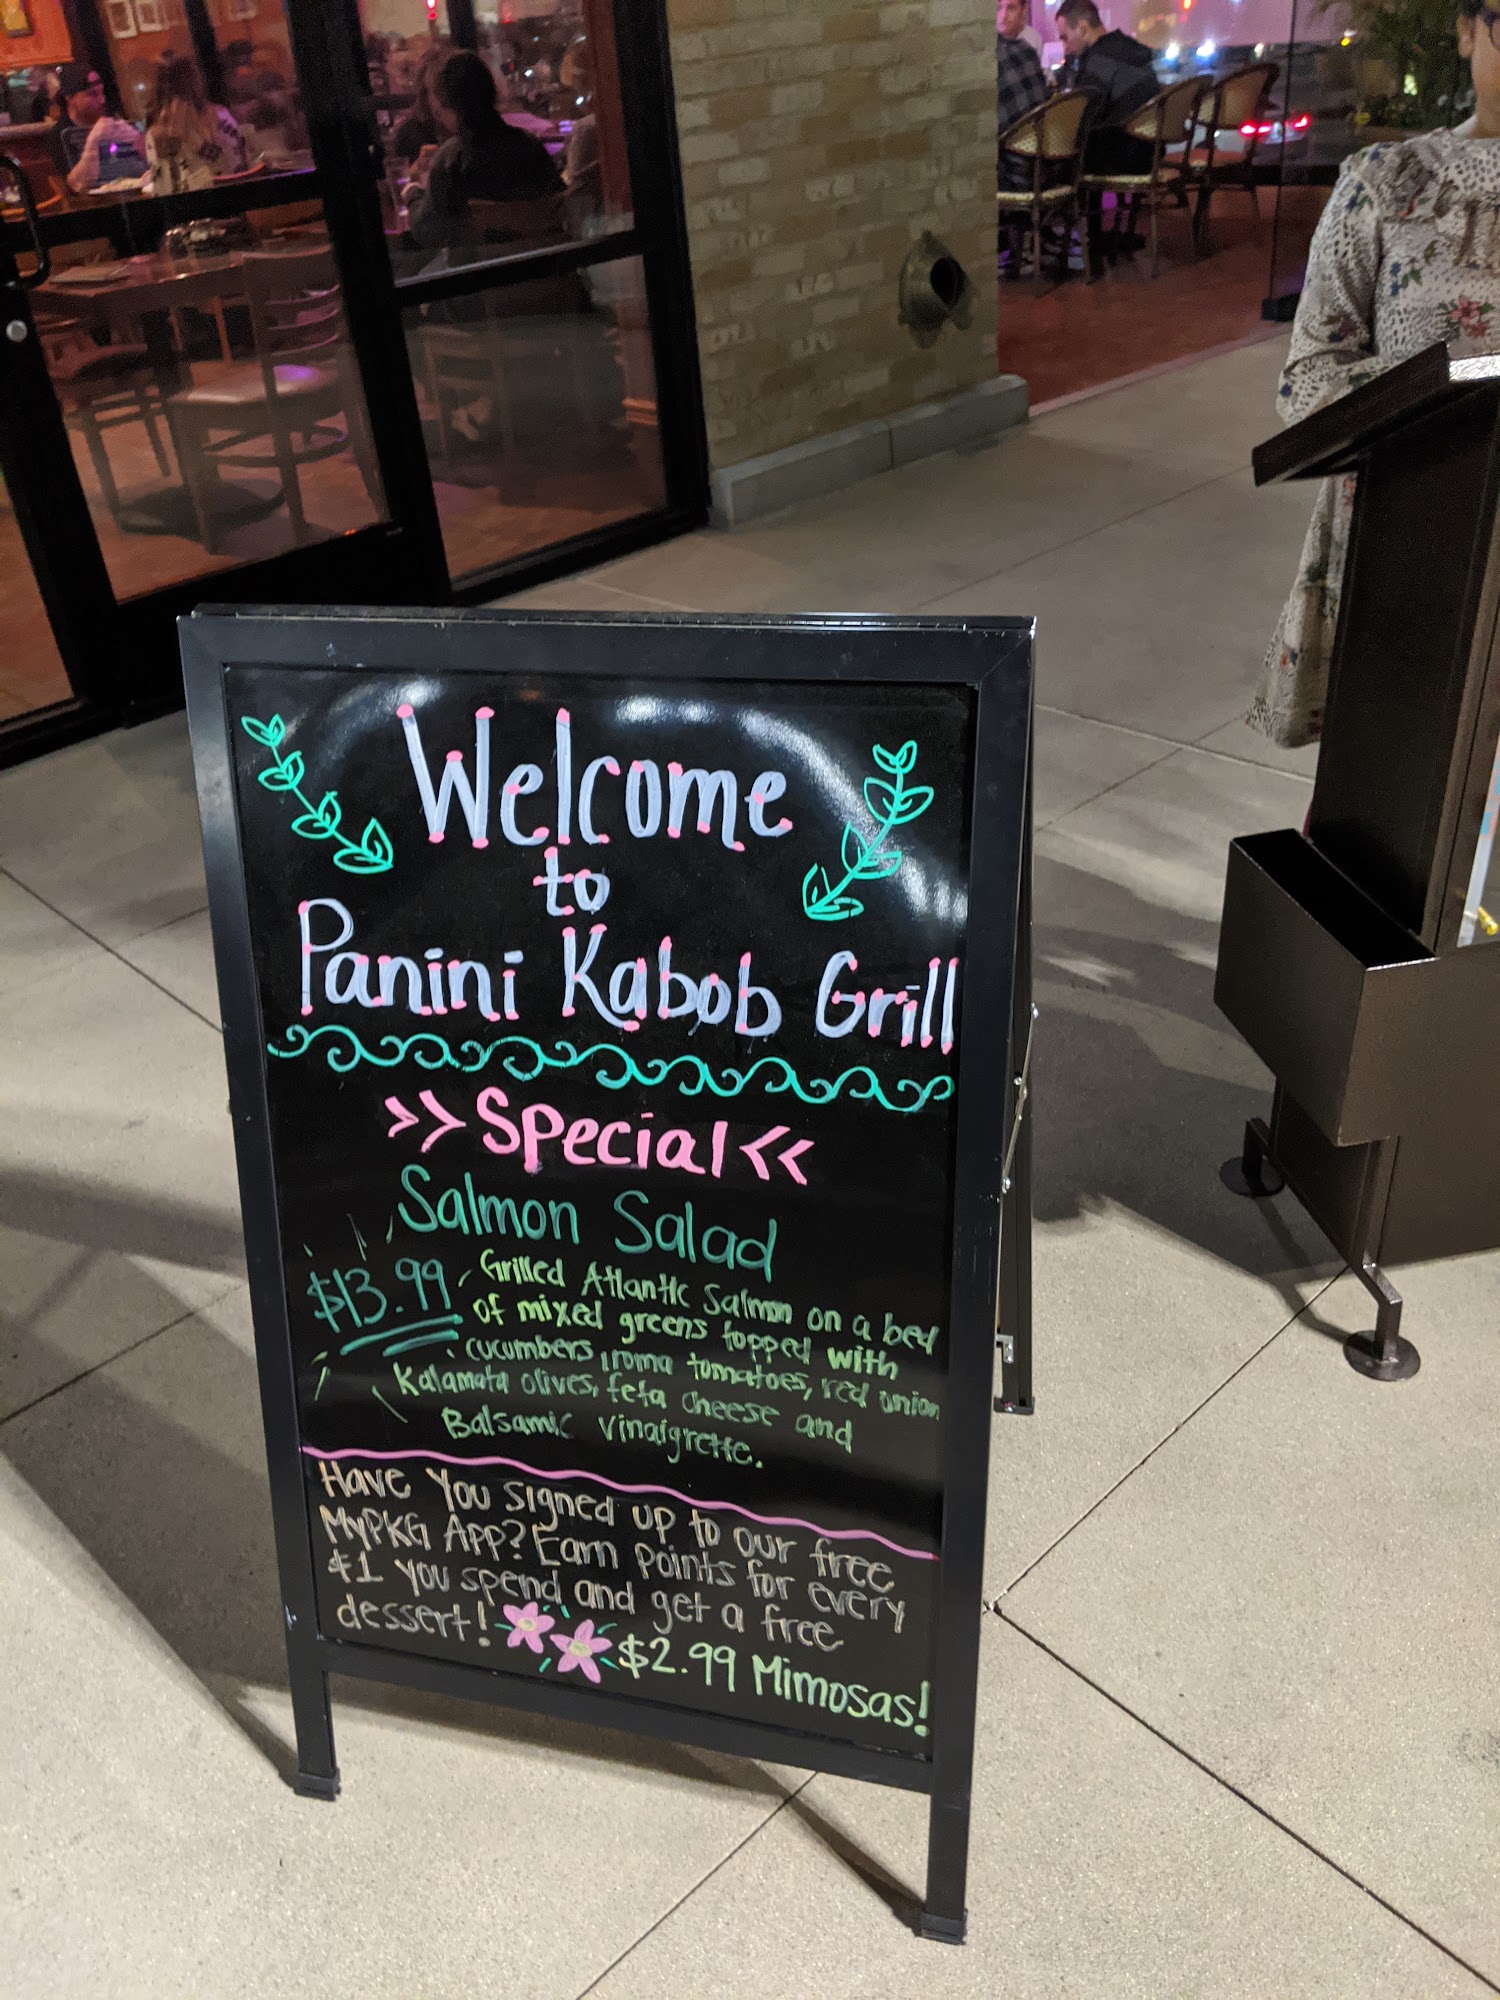 Welcome
to
Panini Kabob Grill
>>Special<<
Salmon Salad
$13.99 Grilled Atlantic Salmon on a bed
of mixed greens topped with
cucumbers, roma tomatoes, red onion
Kalamata olives, feta cheese and
Balsamic vinaigrette.
Have you signed up to our free
MyPKG App? Earn points for every
$1 you spend and get a free
dessert!
$2.99 Mimosas!